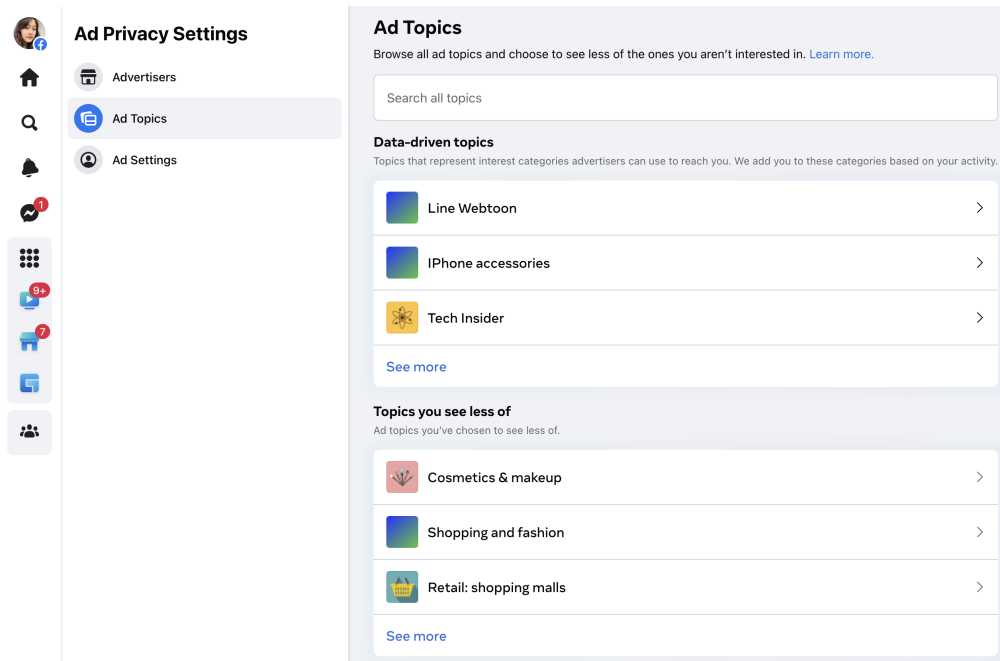 Ad Privacy Settings
Advertisers
Ad Topics
Ad Settings
1
9+
7
Ad Topics
Browse all ad topics and choose to see less of the ones you aren't interested in. Learn more.
Search all topics
Data-driven topics
Topics that represent interest categories advertisers can use to reach you. We add you to these categories based on your activity.
Line Webtoon
IPhone accessories
Tech Insider
See more
Topics you see less of
Ad topics you've chosen to see less of.
Cosmetics & makeup
Shopping and fashion
Retail: shopping malls
See more